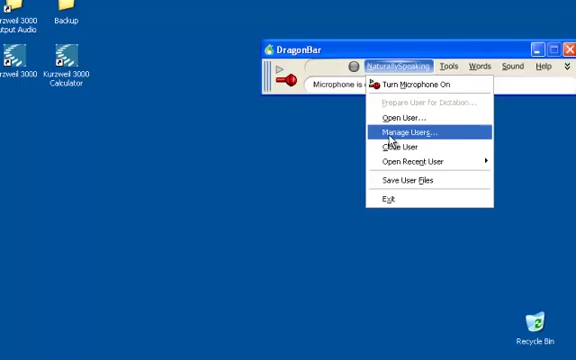 Kurzweil 3000
Output Audio
Backup
Kurzweil 3000
Kurzweil 3000
Calculator
DragonBar
NaturallySpeaking Tools Words Sound Help
Microphone is
Turn Microphone On
Prepare User for Dictation...
Open User...
Manage Users...
User
Open Recent User
Save User Files
Exit
Recycle Bin